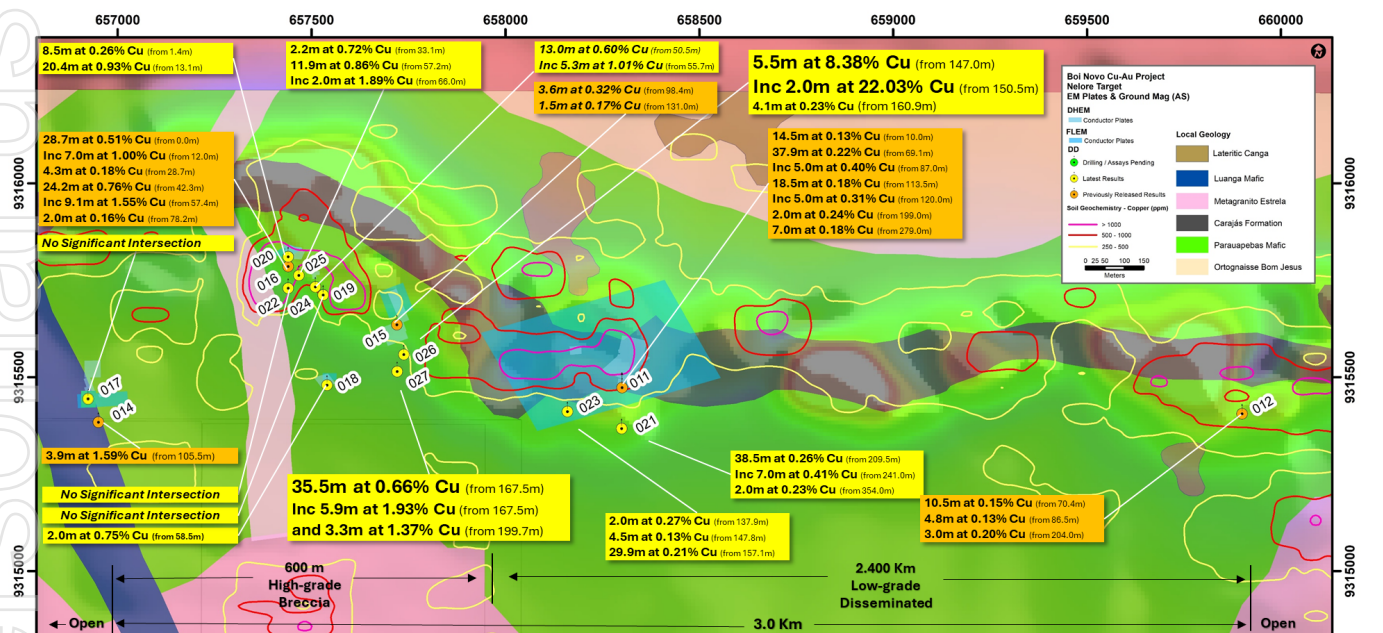 657000
657500
658000
658500
659000
659500
660000
8.5m at 0.26% Cu (from 1.4m)
20.4m at 0.93% Cu (from 13.1m)
2.2m at 0.72% Cu (from 33.1m)
11.9m at 0.86% Cu (from 57.2m)
Inc 2.0m at 1.89% Cu (from 66.0m)
13.0m at 0.60% Cu (from 50.5m)
Inc 5.3m at 1.01% Cu (from 55.7m)
3.6m at 0.32% Cu (from 98.4m)
1.5m at 0.17% Cu (from 131.0m)
5.5m at 8.38% Cu (from 147.0m)
Inc 2.0m at 22.03% Cu (from 150.5m)
4.1m at 0.23% Cu (from 160.9m)
Boi Novo Cu-Au Project
Nelore Target
EM Plates & Ground Mag (AS)
DHEM
Conductor Plates
FLEM
Conductor Plates
DD
Drilling / Assays Pending
Latest Results
Previously Released Results
Soil Geochemistry - Copper (ppm)
> 1000
500 - 1000
250 - 500
0 25 50 100 150
Meters
Local Geology
Lateritic Canga
Luanga Mafic
Metagranito Estrela
Carajás Formation
Parauapebas Mafic
Ortognaisse Bom Jesus
28.7m at 0.51% Cu (from 0.0m)
Inc 7.0m at 1.00% Cu (from 12.0m)
4.3m at 0.18% Cu (from 28.7m)
24.2m at 0.76% Cu (from 42.3m)
Inc 9.1m at 1.55% Cu (from 57.4m)
2.0m at 0.16% Cu (from 78.2m)
No Significant Intersection
14.5m at 0.13% Cu (from 10.0m)
37.9m at 0.22% Cu (from 69.1m)
Inc 5.0m at 0.40% Cu (from 87.0m)
18.5m at 0.18% Cu (from 113.5m)
Inc 5.0m at 0.31% Cu (from 120.0m)
2.0m at 0.24% Cu (from 199.0m)
7.0m at 0.18% Cu (from 279.0m)
9316000
9316000
020
025
016
019
022
024
015
026
027
018
017
014
011
023
021
012
9315500
9315500
3.9m at 1.59% Cu (from 105.5m)
No Significant Intersection
No Significant Intersection
2.0m at 0.75% Cu (from 58.5m)
35.5m at 0.66% Cu (from 167.5m)
Inc 5.9m at 1.93% Cu (from 167.5m)
and 3.3m at 1.37% Cu (from 199.7m)
38.5m at 0.26% Cu (from 209.5m)
Inc 7.0m at 0.41% Cu (from 241.0m)
2.0m at 0.23% Cu (from 354.0m)
2.0m at 0.27% Cu (from 137.9m)
4.5m at 0.13% Cu (from 147.8m)
29.9m at 0.21% Cu (from 157.1m)
10.5m at 0.15% Cu (from 70.4m)
4.8m at 0.13% Cu (from 86.5m)
3.0m at 0.20% Cu (from 204.0m)
9315000
9315000
600 m
High-grade
Breccia
2.400 Km
Low-grade
Disseminated
Open
3.0 Km
Open